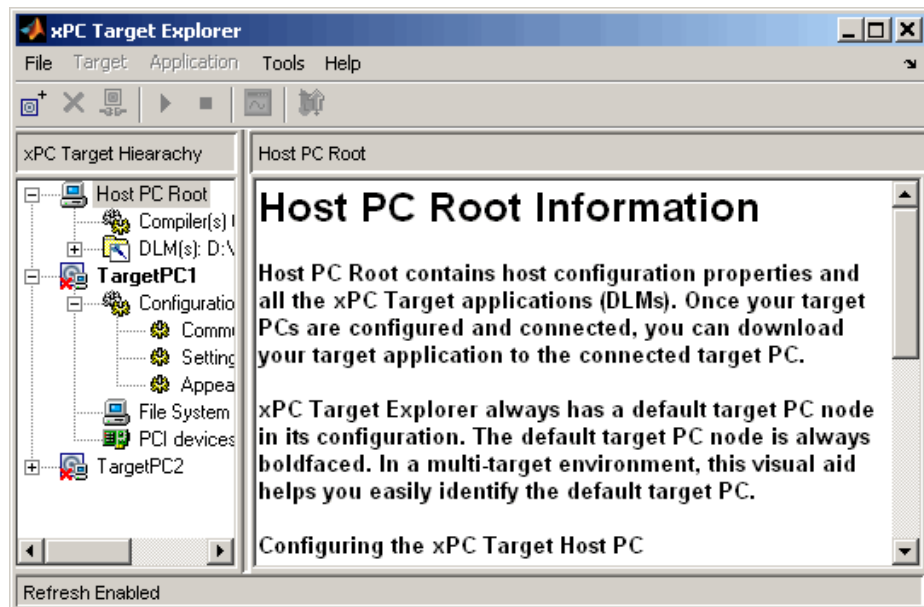 xPC Target Explorer
File Target Application Tools Help
xPC Target Hiearachy
Host PC Root
Host PC Root
Compiler(s)
DLM(s): D:\
TargetPC1
Configuratio
Commu
Setting
Appea
File System
PCI devices
TargetPC2
Host PC Root Information
Host PC Root contains host configuration properties and
all the xPC Target applications (DLMs). Once your target
PCs are configured and connected, you can download
your target application to the connected target PC.
xPC Target Explorer always has a default target PC node
in its configuration. The default target PC node is always
boldfaced. In a multi-target environment, this visual aid
helps you easily identify the default target PC.
Configuring the xPC Target Host PC
Refresh Enabled